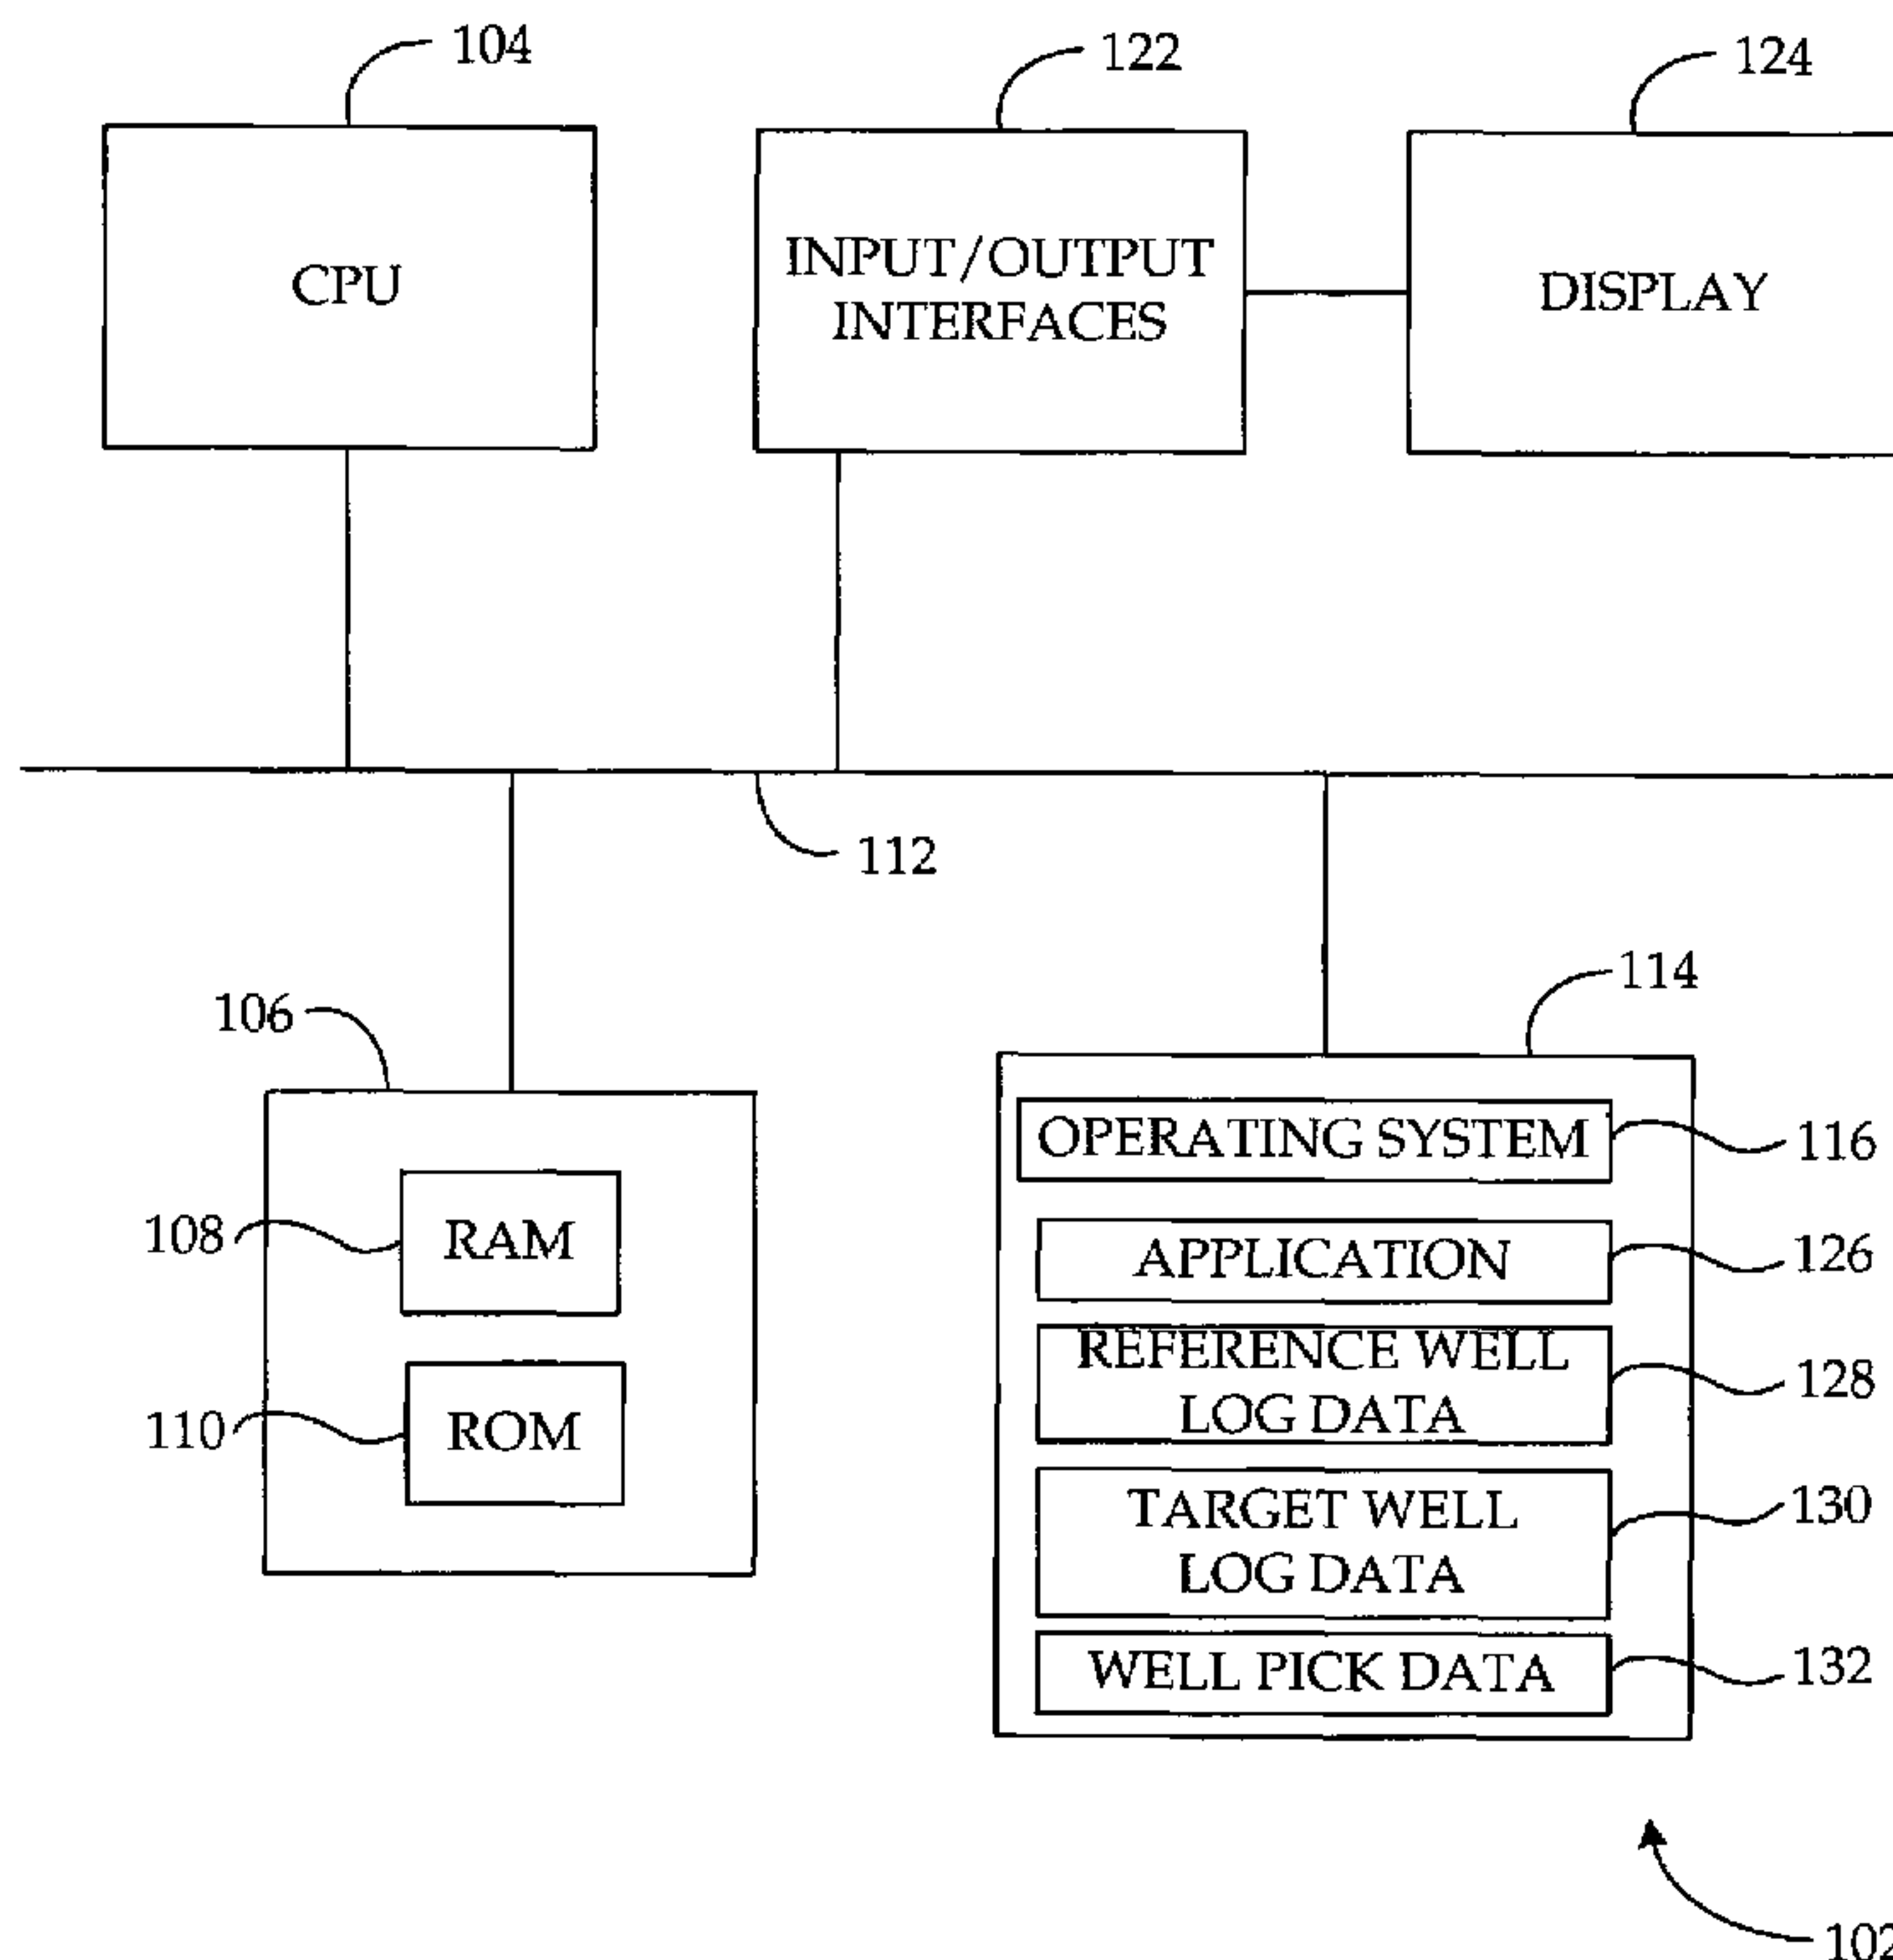 104
122
124
CPU
INPUT/OUTPUT
INTERFACES
DISPLAY
112
114
106
OPERATING SYSTEM
116
108
RAM
APPLICATION
126
REFERENCE WELL
LOG DATA
128
110
ROM
TARGET WELL
LOG DATA
130
WELL PICK DATA
132
102